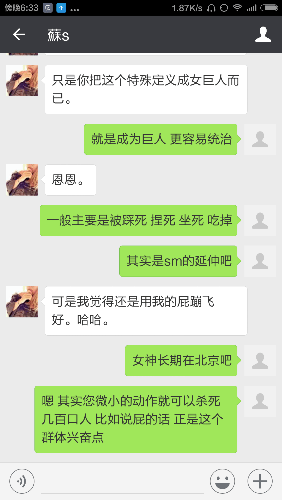 傍晚6:33
1.87K/s
蘇s
只是你把这个特殊定义成女巨人而
已。
就是成为巨人 更容易统治
恩恩。
一般主要是被踩死 捏死 坐死 吃掉
其实是sm的延伸吧
可是我觉得还是用我的屁蹦飞
好。哈哈。
女神长期在北京吧
嗯 其实您微小的动作就可以杀死
几百口人 比如说屁的话 正是这个
群体兴奋点